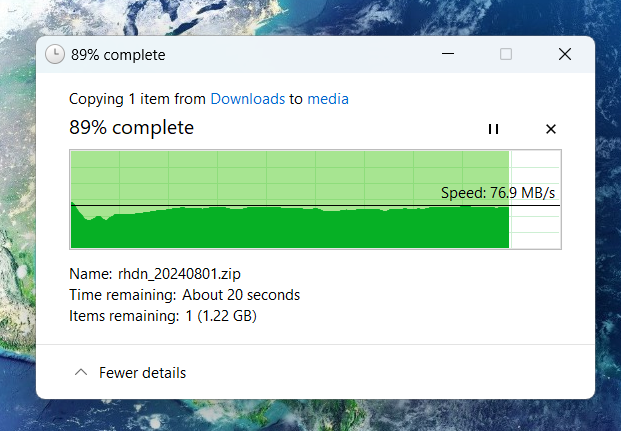 89% complete
Copying 1 item from Downloads to media
89% complete
Speed: 76.9 MB/s
Name: rhdn_20240801.zip
Time remaining: About 20 seconds
Items remaining: 1 (1.22 GB)
Fewer details